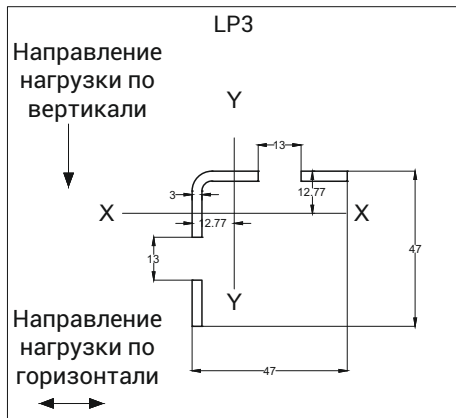 LP3
Направление
нагрузки по
вертикали
Y
13
3
12.77
X
X
12.77
13
47
Y
Направление
нагрузки по
горизонтали
47